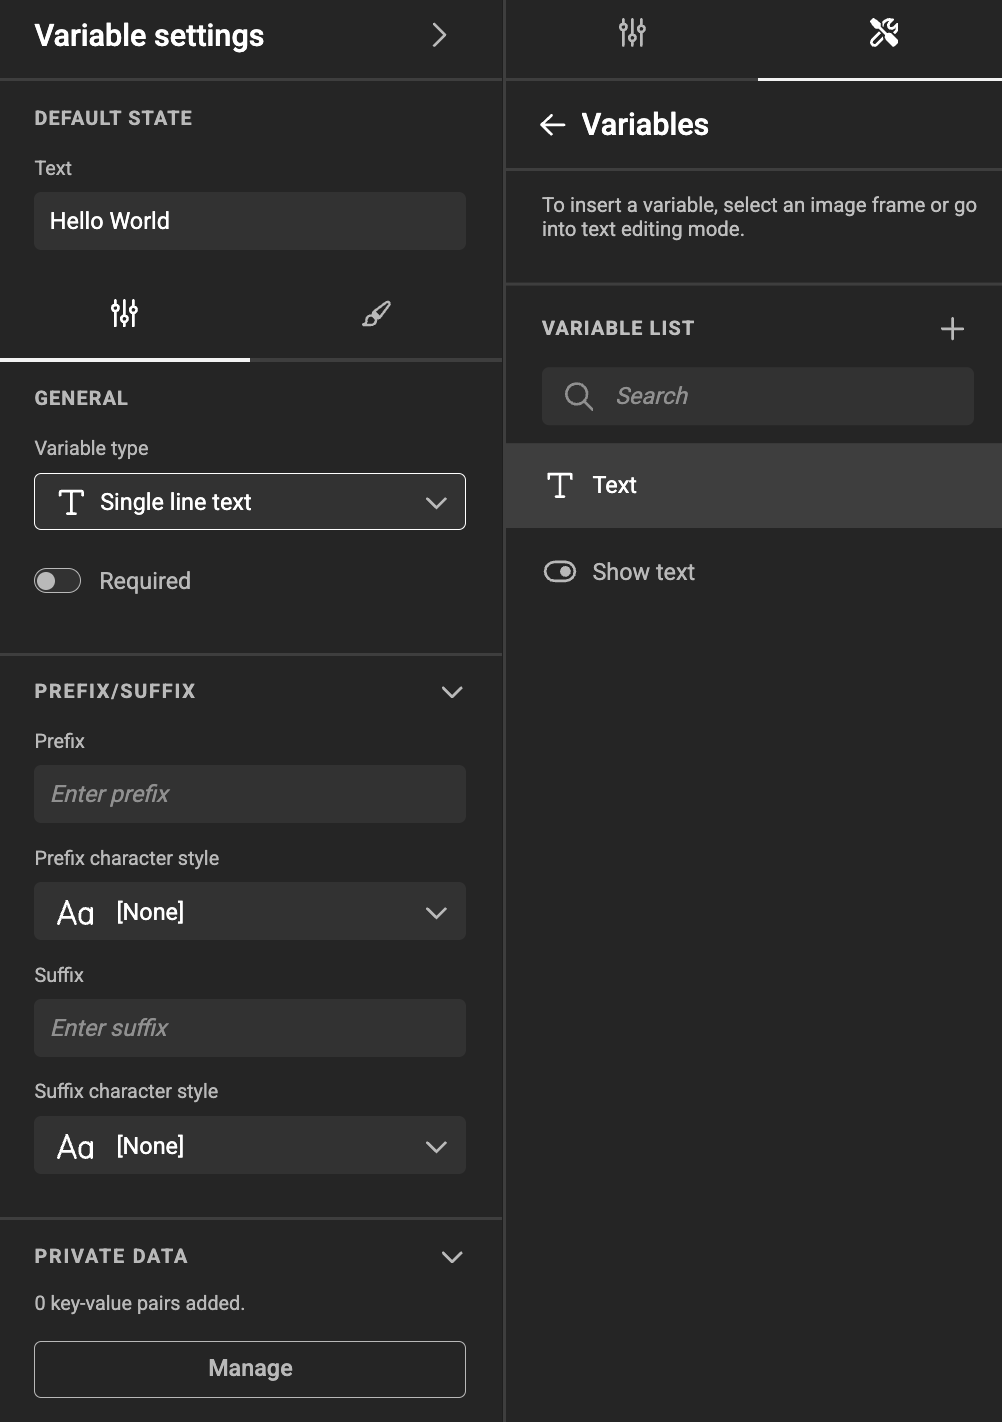 Variable settings
DEFAULT STATE
Text
Hello World
GENERAL
Variable type
Single line text
Required
PREFIX/SUFFIX
Prefix
Enter prefix
Prefix character style
Aa [None]
Suffix
Enter suffix
Suffix character style
Aa [None]
PRIVATE DATA
0 key-value pairs added.
Manage
Variables
To insert a variable, select an image frame or go
into text editing mode.
VARIABLE LIST
Search
Text
Show text